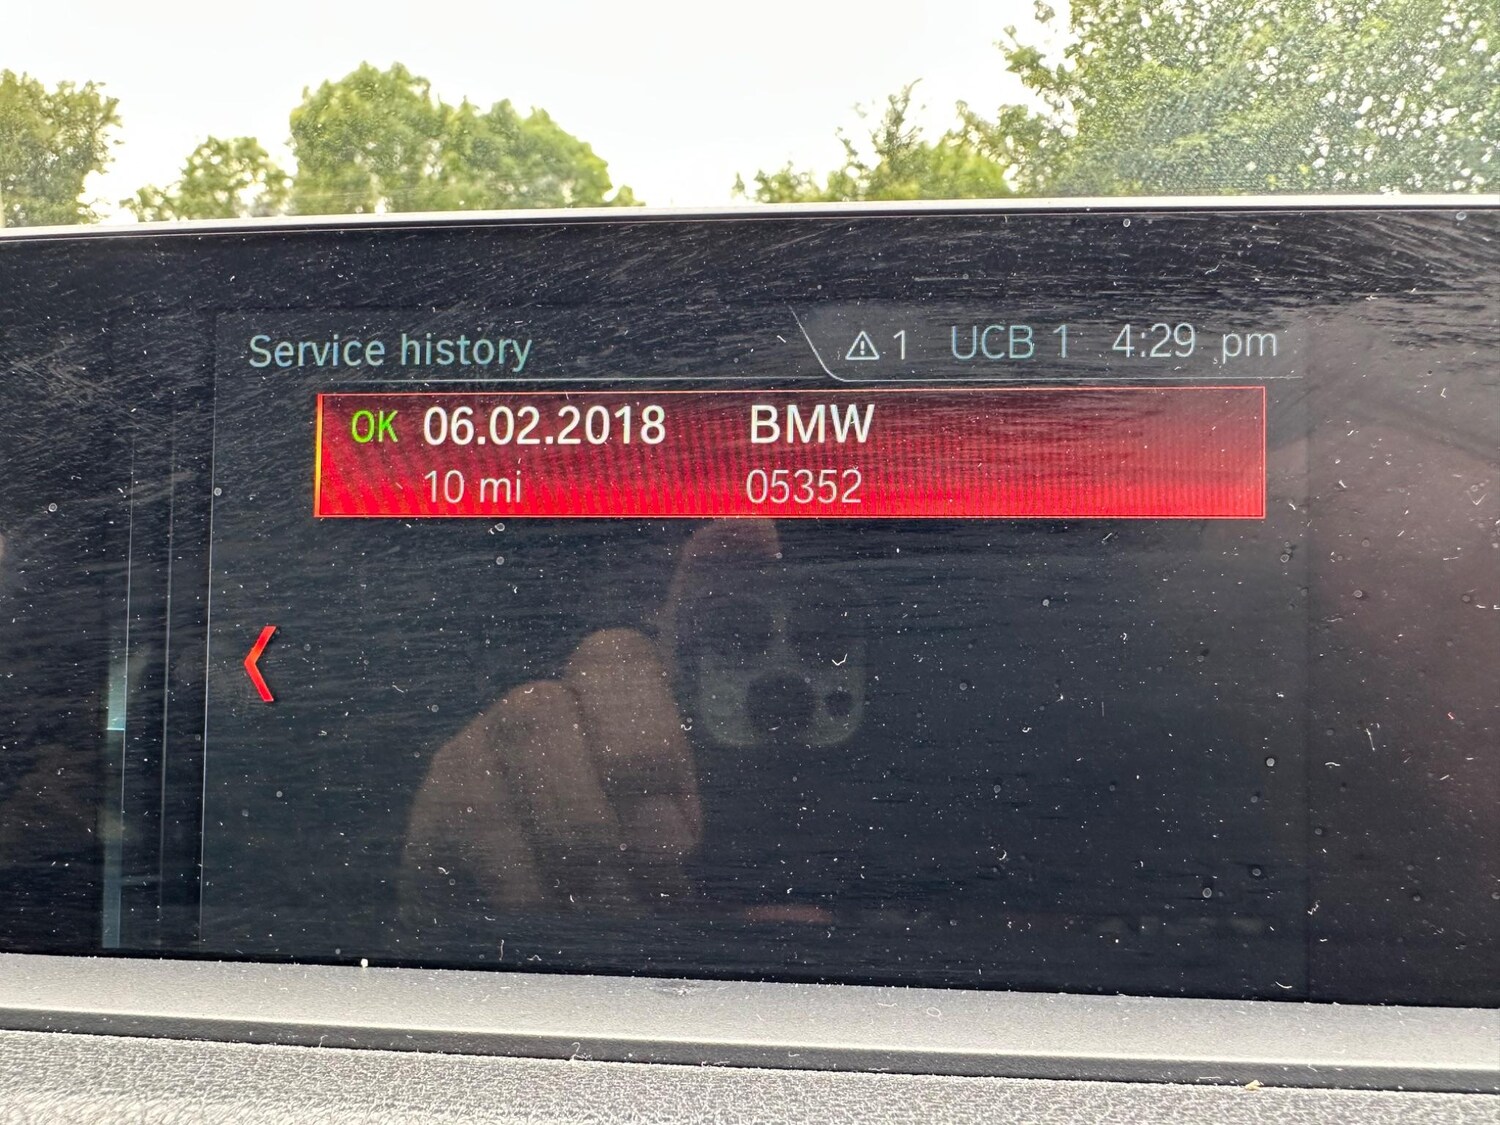 Service history
1 UCB 1 4:29 pm
OK 06.02.2018 BMW
10 mi 05352